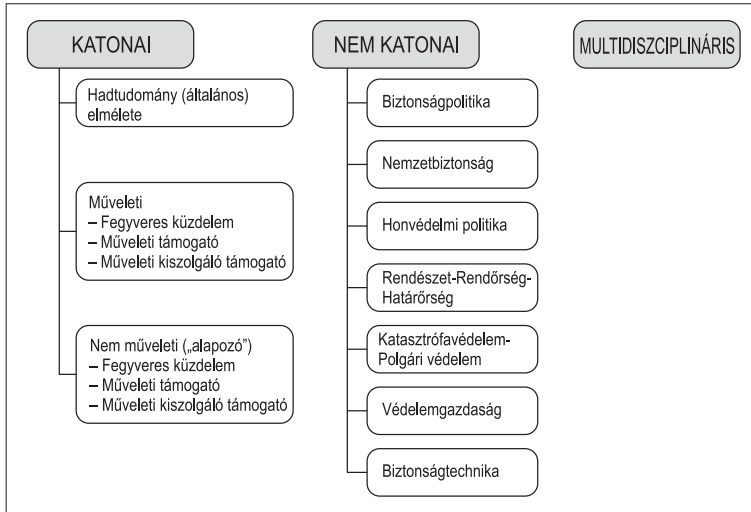 KATONAI
Hadtudomány (általános)
elmélete
Műveleti
– Fegyveres küzdelem
– Műveleti támogató
– Műveleti kiszolgáló támogató
Nem műveleti („alapozó”)
– Fegyveres küzdelem
– Műveleti támogató
– Műveleti kiszolgáló támogató
NEM KATONAI
Biztonságpolitika
Nemzetbiztonság
Honvédelmi politika
Rendészet-Rendőrség-
Határőrség
Katasztrófavédelem-
Polgári védelem
Védelemgazdaság
Biztonságtechnika
MULTIDISZCIPLINÁRIS